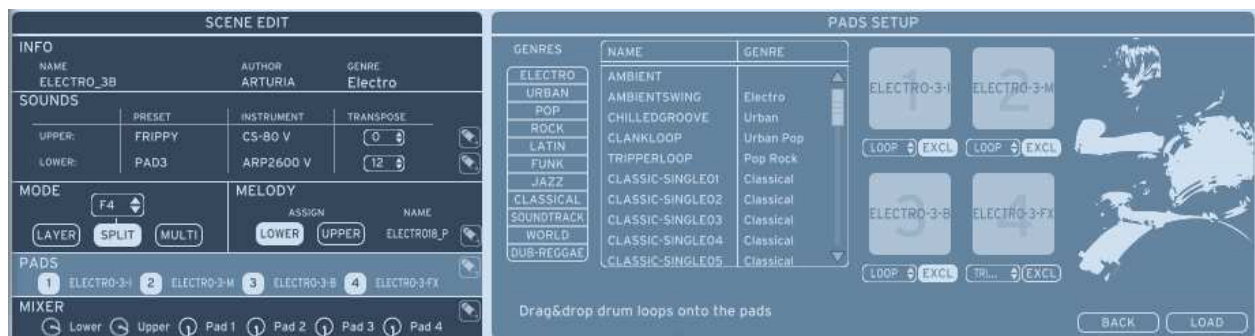 SCENE EDIT
INFO
NAME AUTHOR GENRE
ELECTRO_3B ARTURIA Electro
SOUNDS
PRESET INSTRUMENT TRANSPOSE
UPPER: FRIPPY CS-80 V 0
LOWER: PAD3 ARP2600 V 12
MODE
F4
LAYER SPLIT MULTI
MELODY
ASSIGN NAME
LOWER UPPER ELECTRO18_P
PADS
1 ELECTRO-3-I 2 ELECTRO-3-M 3 ELECTRO-3-B 4 ELECTRO-3-FX
MIXER
Lower Upper Pad 1 Pad 2 Pad 3 Pad 4
PADS SETUP
GENRES
ELECTRO
URBAN
POP
ROCK
LATIN
FUNK
JAZZ
CLASSICAL
SOUNDTRACK
WORLD
DUB-REGGAE
NAME GENRE
AMBIENT
AMBIENTSWING Electro
CHILLEDGROOVE Urban
CLANKLOOP Urban Pop
TRIPPERLOOP Pop Rock
CLASSIC-SINGLE01 Classical
CLASSIC-SINGLE02 Classical
CLASSIC-SINGLE03 Classical
CLASSIC-SINGLE04 Classical
CLASSIC-SINGLE05 Classical
1 2
ELECTRO-3-I ELECTRO-3-M
LOOP EXCL LOOP EXCL
3 4
ELECTRO-3-B ELECTRO-3-FX
LOOP EXCL TRI... EXCL
Drag&drop drum loops onto the pads
BACK LOAD